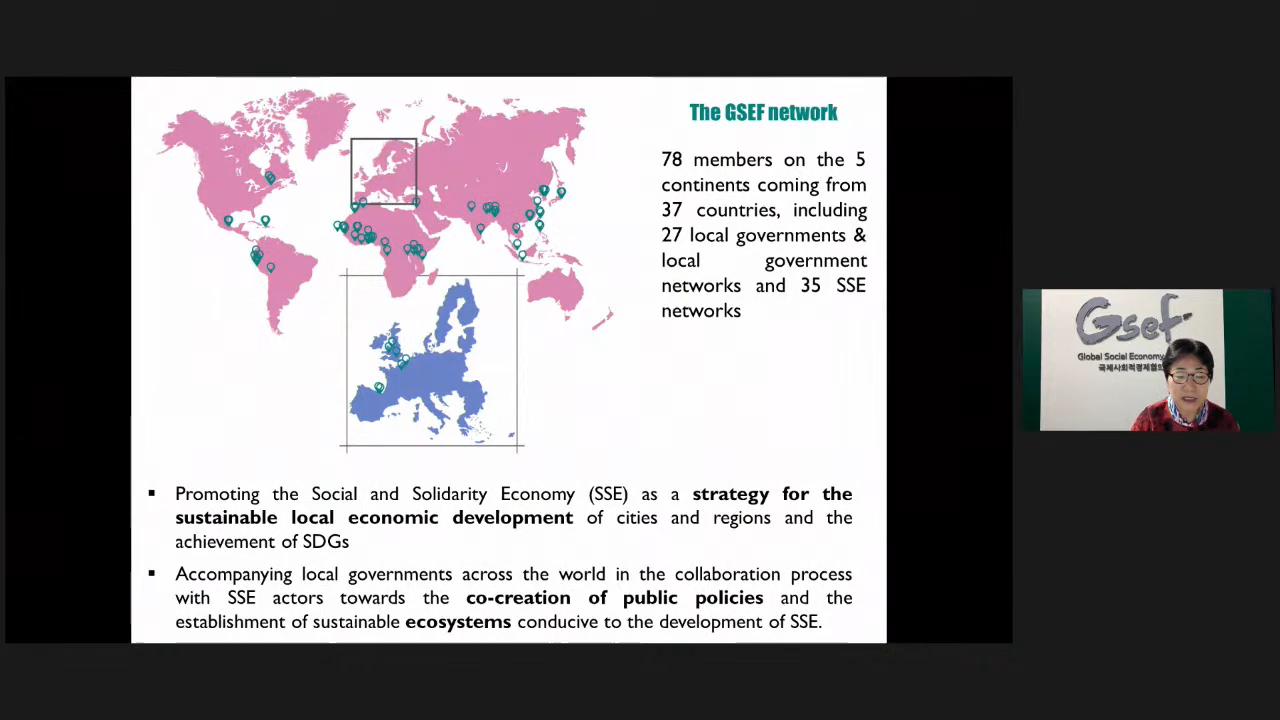 The GSEF network
78 members on the 5
continents coming from
37 countries, including
27 local governments &
local government
networks and 35 SSE
networks
Gsef
Global Social Economy
▪ Promoting the Social and Solidarity Economy (SSE) as a strategy for the
sustainable local economic development of cities and regions and the
achievement of SDGs
▪ Accompanying local governments across the world in the collaboration process
with SSE actors towards the co-creation of public policies and the
establishment of sustainable ecosystems conducive to the development of SSE.